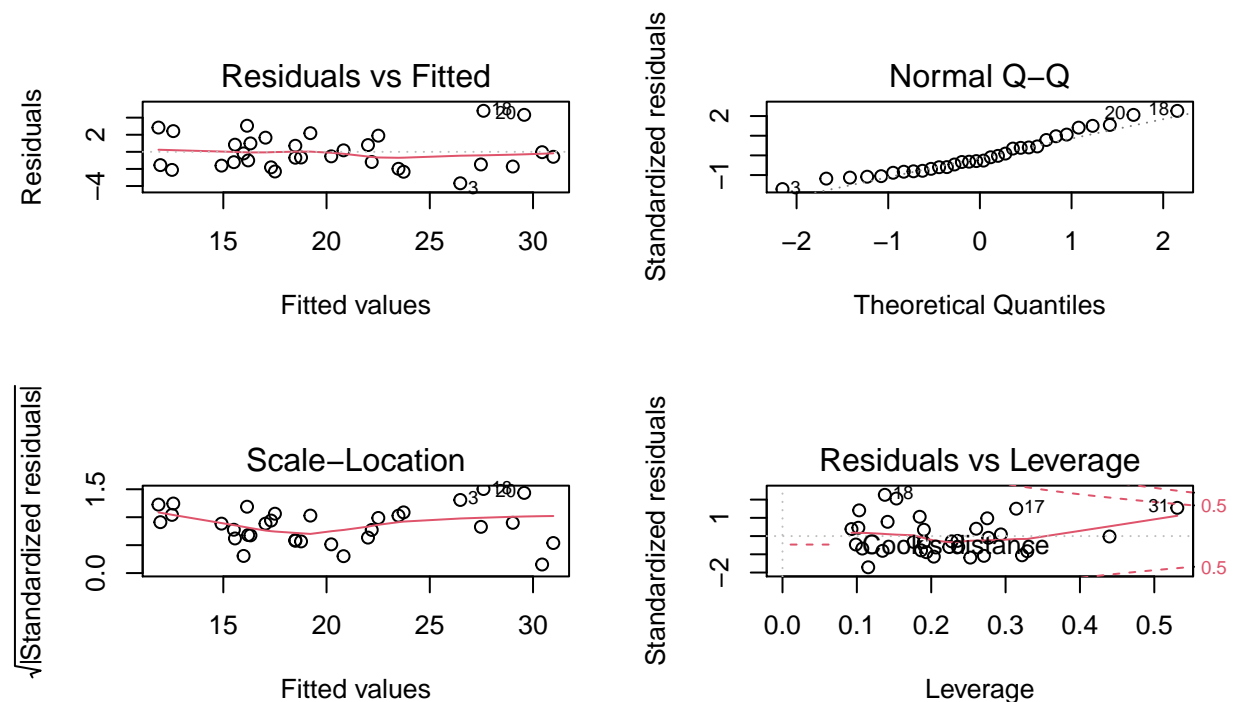 Residuals vs Fitted
Residuals
2
−4
18
20
3
15 20 25 30
Fitted values
Normal Q−Q
Standardized residuals
2
−1
20
18
3
−2 −1 0 1 2
Theoretical Quantiles
Scale−Location
√|Standardized residuals|
1.5
0.0
3
18
20
15 20 25 30
Fitted values
Residuals vs Leverage
Standardized residuals
1
−2
18
17
31
0.5
Cook's distance
0.5
0.0 0.1 0.2 0.3 0.4 0.5
Leverage